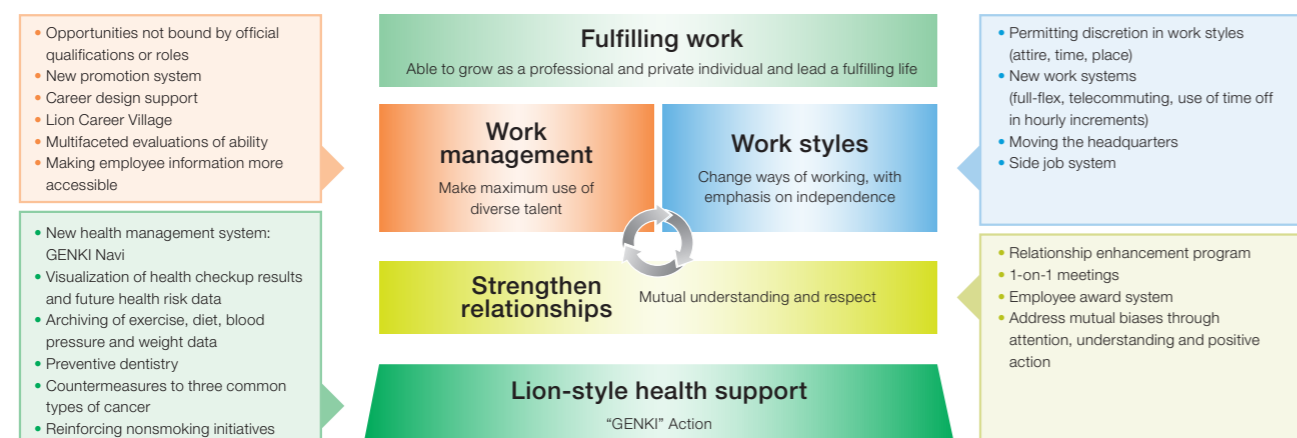 • Opportunities not bound by official
qualifications or roles
• New promotion system
• Career design support
• Lion Career Village
• Multifaceted evaluations of ability
• Making employee information more
accessible
• New health management system:
GENKI Navi
• Visualization of health checkup results
and future health risk data
• Archiving of exercise, diet, blood
pressure and weight data
• Preventive dentistry
• Countermeasures to three common
types of cancer
• Reinforcing nonsmoking initiatives
Fulfilling work
Able to grow as a professional and private individual and lead a fulfilling life
Work
management
Make maximum use of
diverse talent
Work styles
Change ways of working, with
emphasis on independence
Strengthen
relationships
Mutual understanding and respect
Lion-style health support
“GENKI” Action
• Permitting discretion in work styles
(attire, time, place)
• New work systems
(full-flex, telecommuting, use of time off
in hourly increments)
• Moving the headquarters
• Side job system
• Relationship enhancement program
• 1-on-1 meetings
• Employee award system
• Address mutual biases through
attention, understanding and positive
action